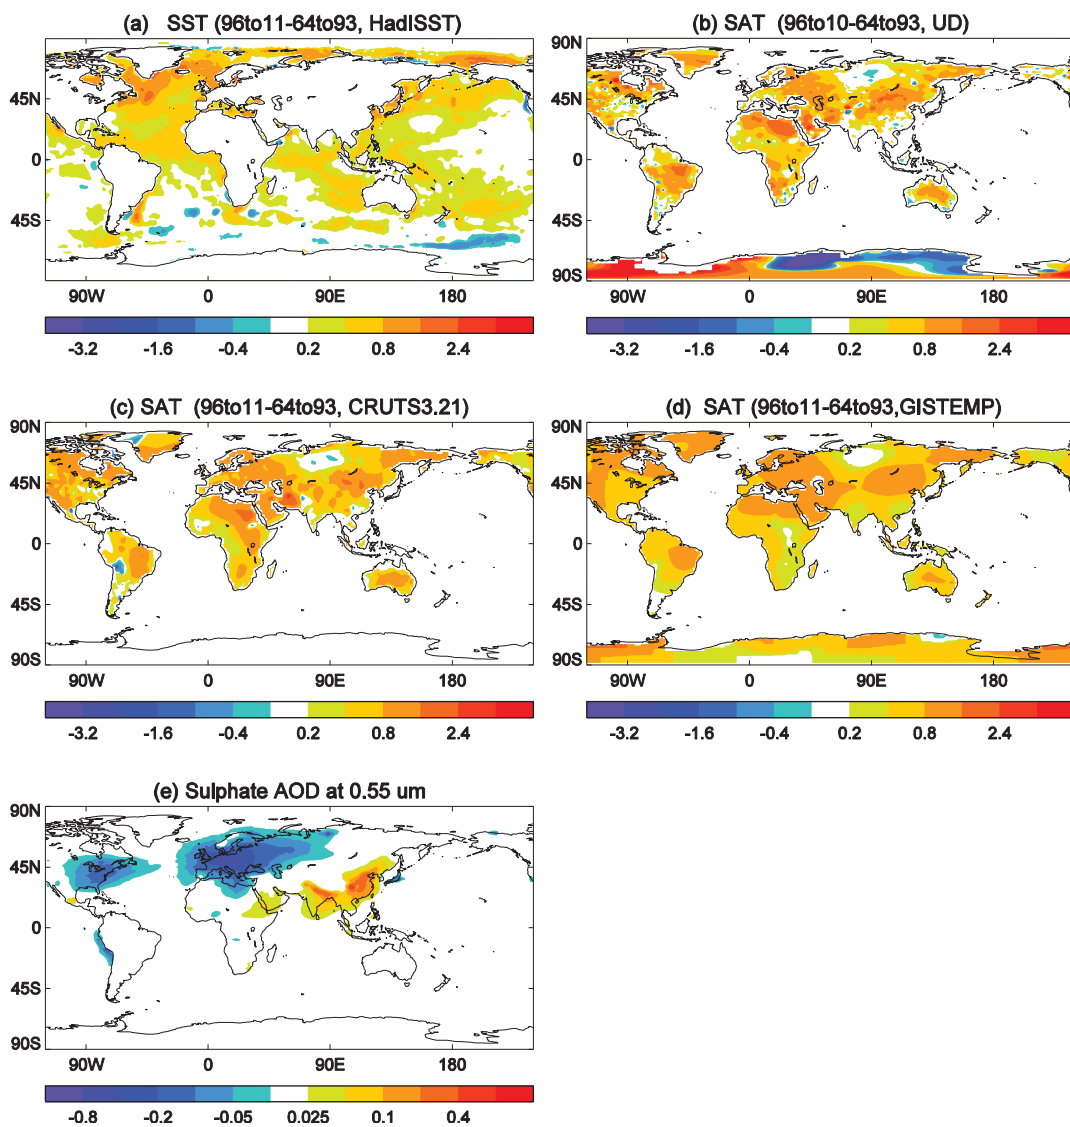 (a) SST (96to11-64to93, HadISST)
45N
0
45S
90W 0 90E 180
-3.2 -1.6 -0.4 0.2 0.8 2.4
(b) SAT (96to10-64to93, UD)
90N
45N
0
45S
90S
90W 0 90E 180
-3.2 -1.6 -0.4 0.2 0.8 2.4
(c) SAT (96to11-64to93, CRUTS3.21)
90N
45N
0
45S
90S
90W 0 90E 180
-3.2 -1.6 -0.4 0.2 0.8 2.4
(d) SAT (96to11-64to93,GISTEMP)
90N
45N
0
45S
90S
90W 0 90E 180
-3.2 -1.6 -0.4 0.2 0.8 2.4
(e) Sulphate AOD at 0.55 um
90N
45N
0
45S
90S
90W 0 90E 180
-0.8 -0.2 -0.05 0.025 0.1 0.4